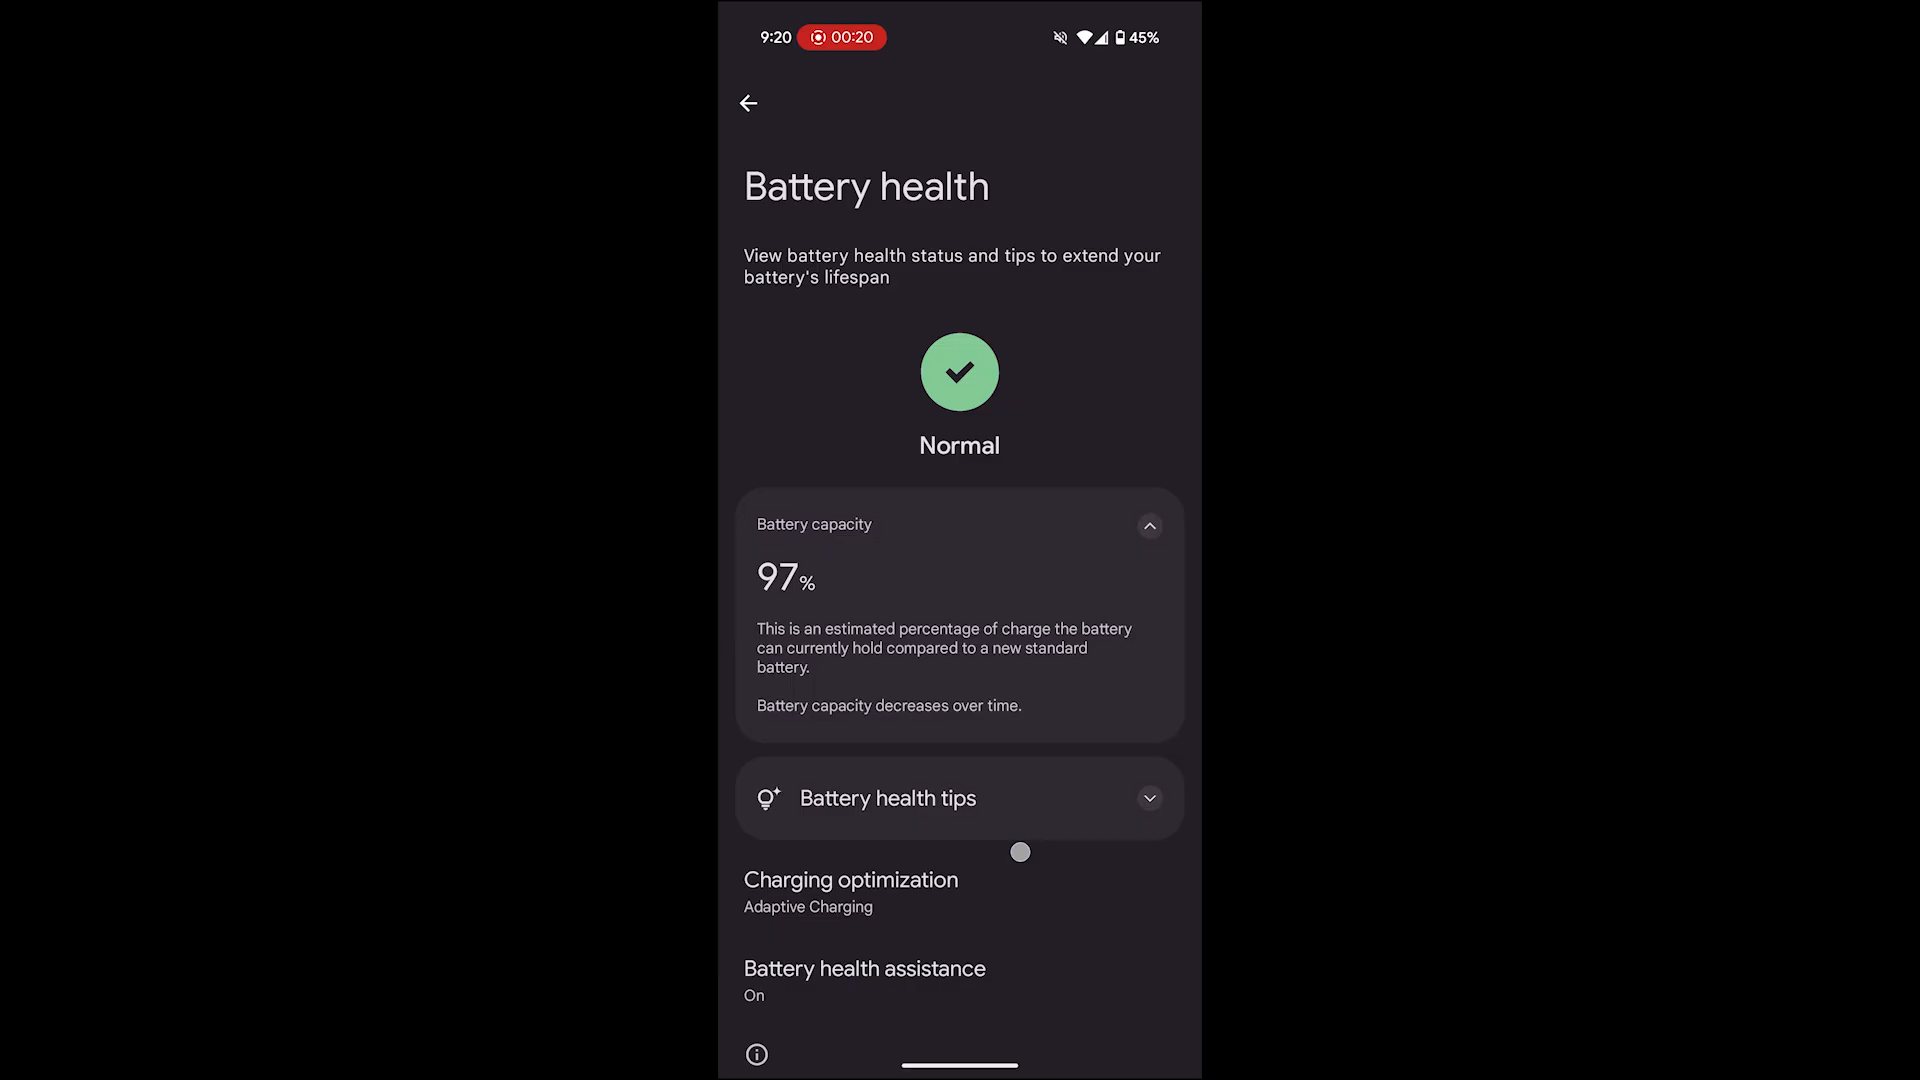 9:20 00:20 45%
Battery health
View battery health status and tips to extend your
battery's lifespan
Normal
Battery capacity
97%
This is an estimated percentage of charge the battery
can currently hold compared to a new standard
battery.
Battery capacity decreases over time.
Battery health tips
Charging optimization
Adaptive Charging
Battery health assistance
On